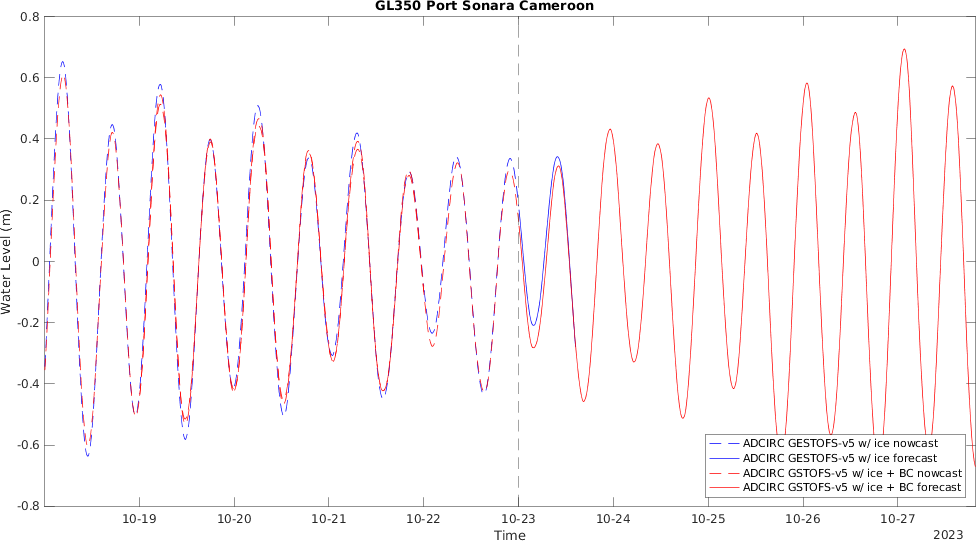 GL350 Port Sonara Cameroon
0.8
0.6
0.4
0.2
0
-0.2
-0.4
-0.6
-0.8
Water Level (m)
ADCIRC GESTOFS-v5 w/ ice nowcast
ADCIRC GESTOFS-v5 w/ ice forecast
ADCIRC GSTOFS-v5 w/ ice + BC nowcast
ADCIRC GSTOFS-v5 w/ ice + BC forecast
10-19 10-20 10-21 10-22 10-23 10-24 10-25 10-26 10-27
Time
2023